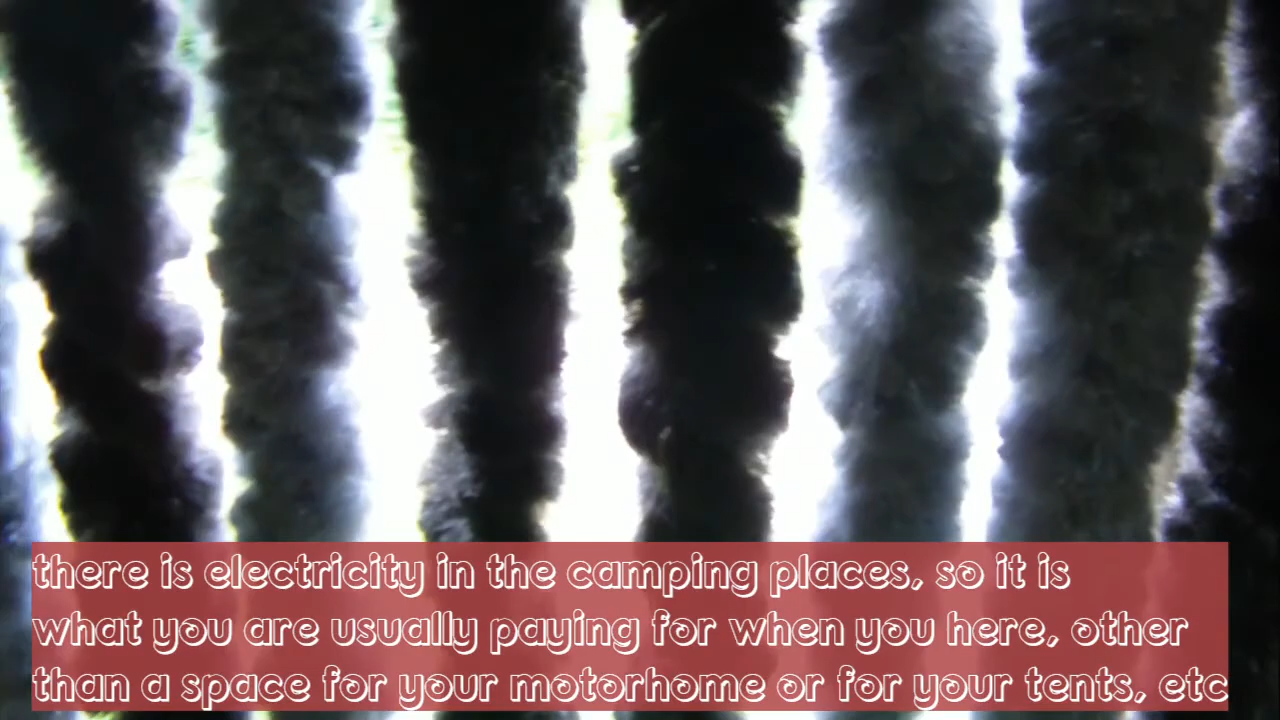 there is electricity in the camping places, so it is
what you are usually paying for when you here, other
than a space for your motorhome or for your tents, etc